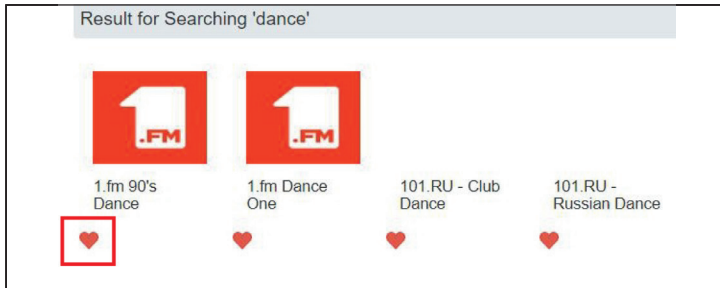 Result for Searching 'dance'
.FM
.FM
1.fm 90's
Dance
1.fm Dance
One
101.RU - Club
Dance
101.RU -
Russian Dance